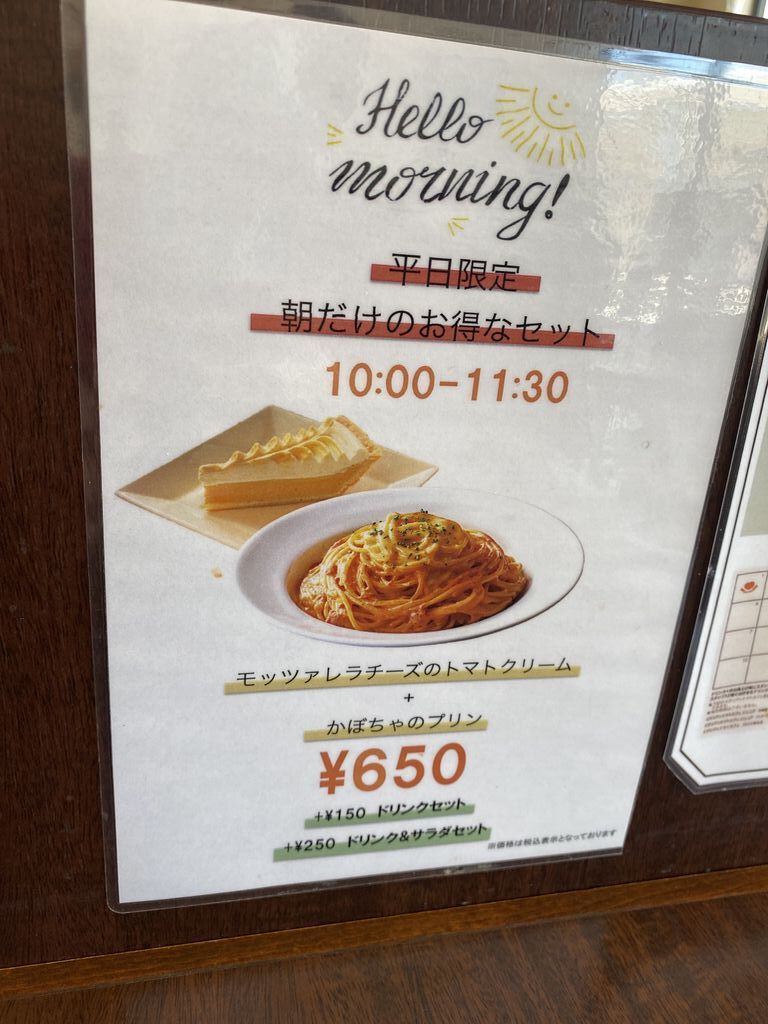 Hello
morning!
平日限定
朝だけのお得なセット
10:00-11:30
モッツァレラチーズのトマトクリーム
+
かぼちゃのプリン
¥650
+¥150 ドリンクセット
+¥250 ドリンク&サラダセット
※価格は税込表示となっております